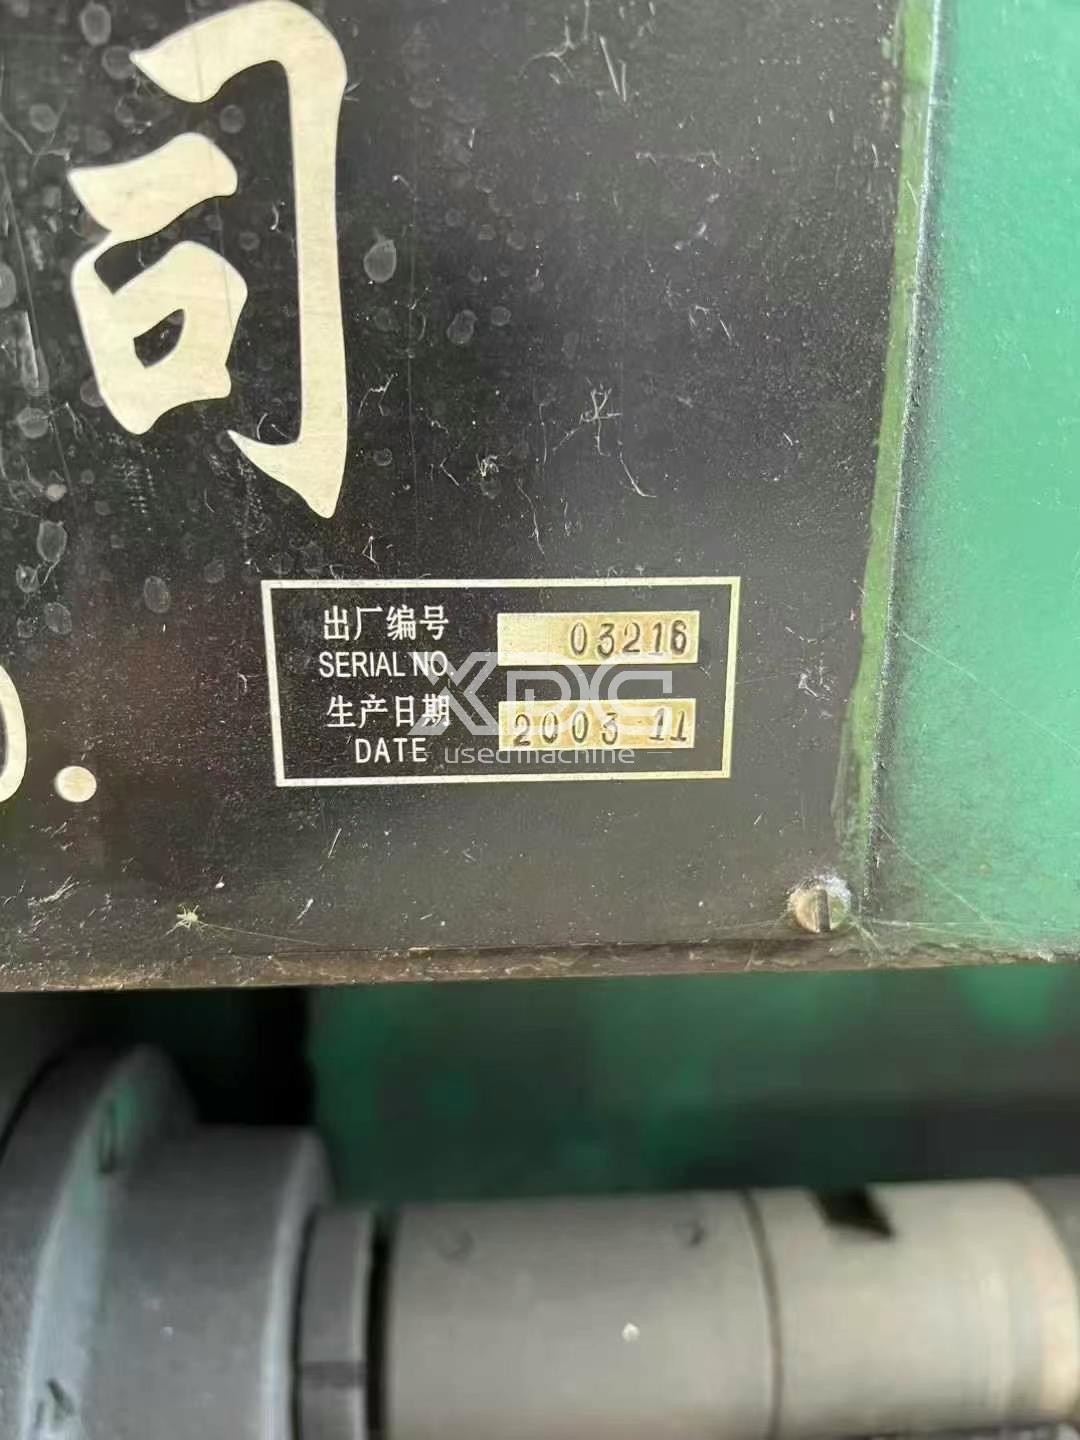 司
.
出厂编号 03216
SERIAL NO.
生产日期 2003 11
DATE
XDC
usedmachine